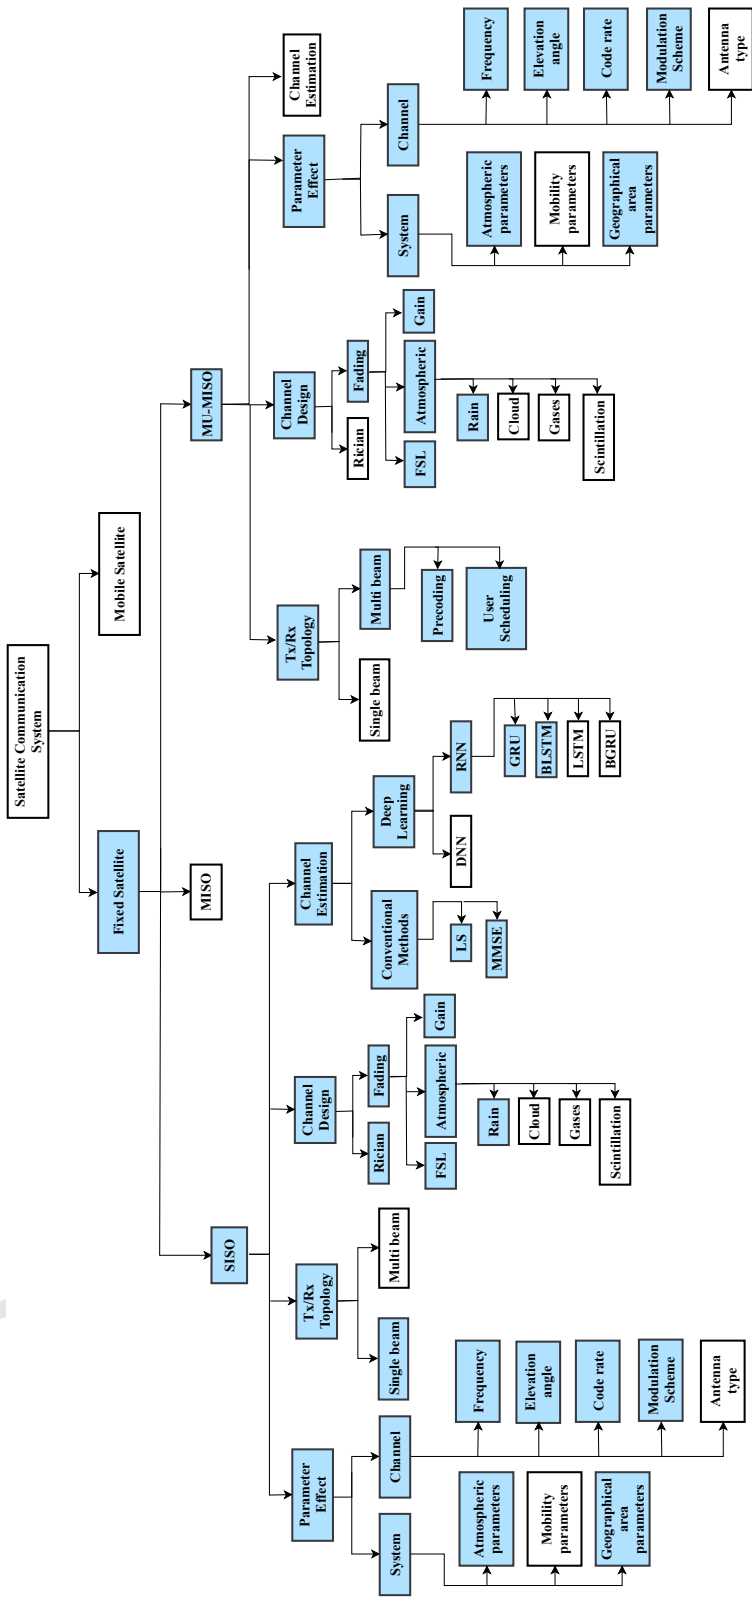 Satellite Communication
System
Fixed Satellite
Mobile Satellite
SISO
MISO
MU-MISO
Parameter
Effect
Tx/Rx
Topology
Channel
Design
Channel
Estimation
Tx/Rx
Topology
Channel
Design
Parameter
Effect
Channel
Estimation
System
Channel
Single beam
Multi beam
Rician
Fading
Conventional
Methods
Deep
Learning
Single beam
Multi beam
Rician
Fading
System
Channel
Atmospheric
parameters
Mobility
parameters
Geographical
area
parameters
Frequency
Elevation
angle
Code rate
Modulation
Scheme
Antenna
type
FSL
Atmospheric
Gain
Rain
Cloud
Gases
Scintillation
LS
MMSE
DNN
RNN
GRU
BLSTM
LSTM
BGRU
Precoding
User
Scheduling
FSL
Atmospheric
Gain
Rain
Cloud
Gases
Scintillation
Atmospheric
parameters
Mobility
parameters
Geographical
area
parameters
Frequency
Elevation
angle
Code rate
Modulation
Scheme
Antenna
type